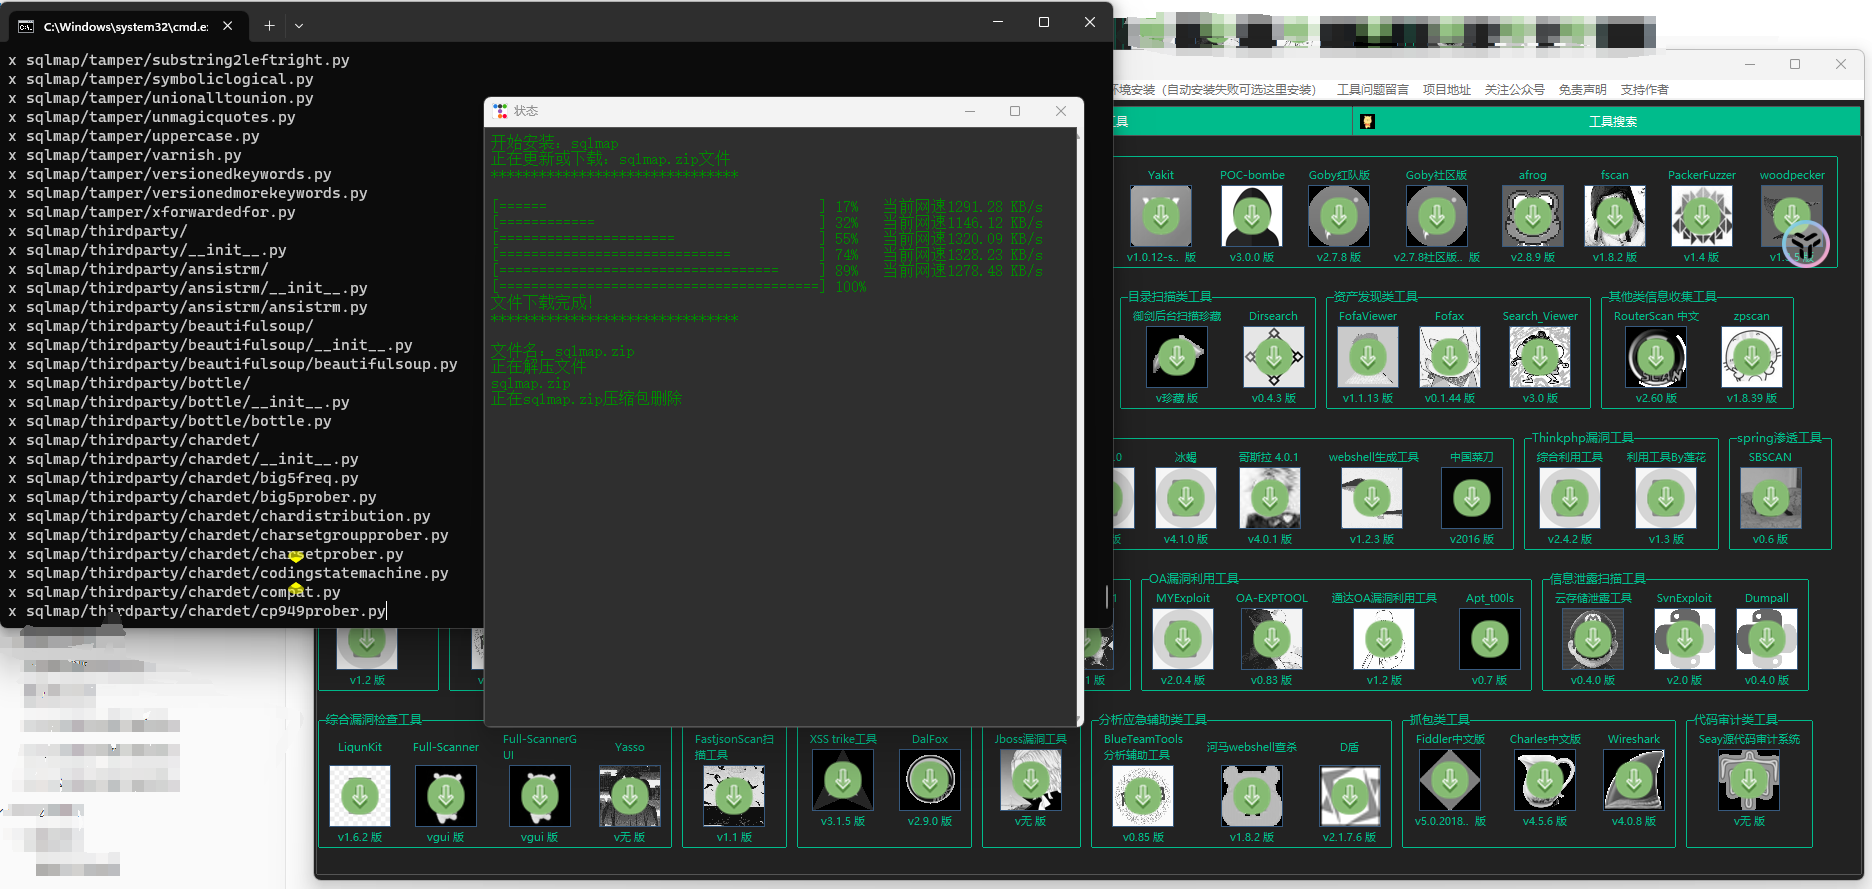 C:\Windows\system32\cmd.e:
x sqlmap/tamper/substring2leftright.py
x sqlmap/tamper/symboliclogical.py
x sqlmap/tamper/unionalltounion.py
x sqlmap/tamper/unmagicquotes.py
x sqlmap/tamper/uppercase.py
x sqlmap/tamper/varnish.py
x sqlmap/tamper/versionedkeywords.py
x sqlmap/tamper/versionedmorekeywords.py
x sqlmap/tamper/xforwardedfor.py
x sqlmap/thirdparty/
x sqlmap/thirdparty/__init__.py
x sqlmap/thirdparty/ansistrm/
x sqlmap/thirdparty/ansistrm/__init__.py
x sqlmap/thirdparty/ansistrm/ansistrm.py
x sqlmap/thirdparty/beautifulsoup/
x sqlmap/thirdparty/beautifulsoup/__init__.py
x sqlmap/thirdparty/beautifulsoup/beautifulsoup.py
x sqlmap/thirdparty/bottle/
x sqlmap/thirdparty/bottle/__init__.py
x sqlmap/thirdparty/bottle/bottle.py
x sqlmap/thirdparty/chardet/
x sqlmap/thirdparty/chardet/__init__.py
x sqlmap/thirdparty/chardet/big5freq.py
x sqlmap/thirdparty/chardet/big5prober.py
x sqlmap/thirdparty/chardet/chardistribution.py
x sqlmap/thirdparty/chardet/charsetgroupprober.py
x sqlmap/thirdparty/chardet/charsetprober.py
x sqlmap/thirdparty/chardet/codingstatemachine.py
x sqlmap/thirdparty/chardet/compat.py
x sqlmap/thirdparty/chardet/cp949prober.py
状态
开始安装：sqlmap
正在更新或下载：sqlmap.zip文件
*******************************
[====== ] 17% 当前网速1291.28 KB/s
[============ ] 32% 当前网速1146.12 KB/s
[====================== ] 55% 当前网速1320.09 KB/s
[============================= ] 74% 当前网速1328.23 KB/s
[=================================== ] 89% 当前网速1278.48 KB/s
[========================================] 100%
文件下载完成！
*******************************
文件名：sqlmap.zip
正在解压文件
sqlmap.zip
正在sqlmap.zip压缩包删除
环境安装（自动安装失败可选这里安装） 工具问题留言 项目地址 关注公众号 免责声明 支持作者
工具 工具搜索
Yakit POC-bombe Goby红队版 Goby社区版 afrog fscan PackerFuzzer woodpecker
v1.0.12-s.. 版 v3.0.0 版 v2.7.8 版 v2.7.8社区版.. 版 v2.8.9 版 v1.8.2 版 v1.4 版
目录扫描类工具 资产发现类工具 其他类信息收集工具
御剑后台扫描珍藏 Dirsearch FofaViewer Fofax Search_Viewer RouterScan 中文 zpscan
SCAN
v珍藏 版 v0.4.3 版 v1.1.13 版 v0.1.44 版 v3.0 版 v2.60 版 v1.8.39 版
Thinkphp漏洞工具 spring渗透工具
.0 冰蝎 哥斯拉 4.0.1 webshell生成工具 中国菜刀 综合利用工具 利用工具By莲花 SBSCAN
v4.1.0 版 v4.0.1 版 v1.2.3 版 v2016 版 v2.4.2 版 v1.3 版 v0.6 版
OA漏洞利用工具 信息泄露扫描工具
1 MYExploit OA-EXPTOOL 通达OA漏洞利用工具 Apt_t00ls 云存储泄露工具 SvnExploit Dumpall
v1.2 版 1 版 v2.0.4 版 v0.83 版 v1.2 版 v0.7 版 v0.4.0 版 v2.0 版 v0.4.0 版
综合漏洞检查工具 分析应急辅助类工具 抓包类工具 代码审计类工具
LiqunKit Full-Scanner Full-ScannerG
UI Yasso FastjsonScan扫
描工具 XSS trike工具 DalFox Jboss漏洞工具 BlueTeamTools
分析辅助工具 河马webshell查杀 D盾 Fiddler中文版 Charles中文版 Wireshark Seay源代码审计系统
v1.6.2 版 vgui 版 vgui 版 v无 版 v1.1 版 v3.1.5 版 v2.9.0 版 v无 版 v0.85 版 v1.8.2 版 v2.1.7.6 版 v5.0.2018.. 版 v4.5.6 版 v4.0.8 版 v无 版